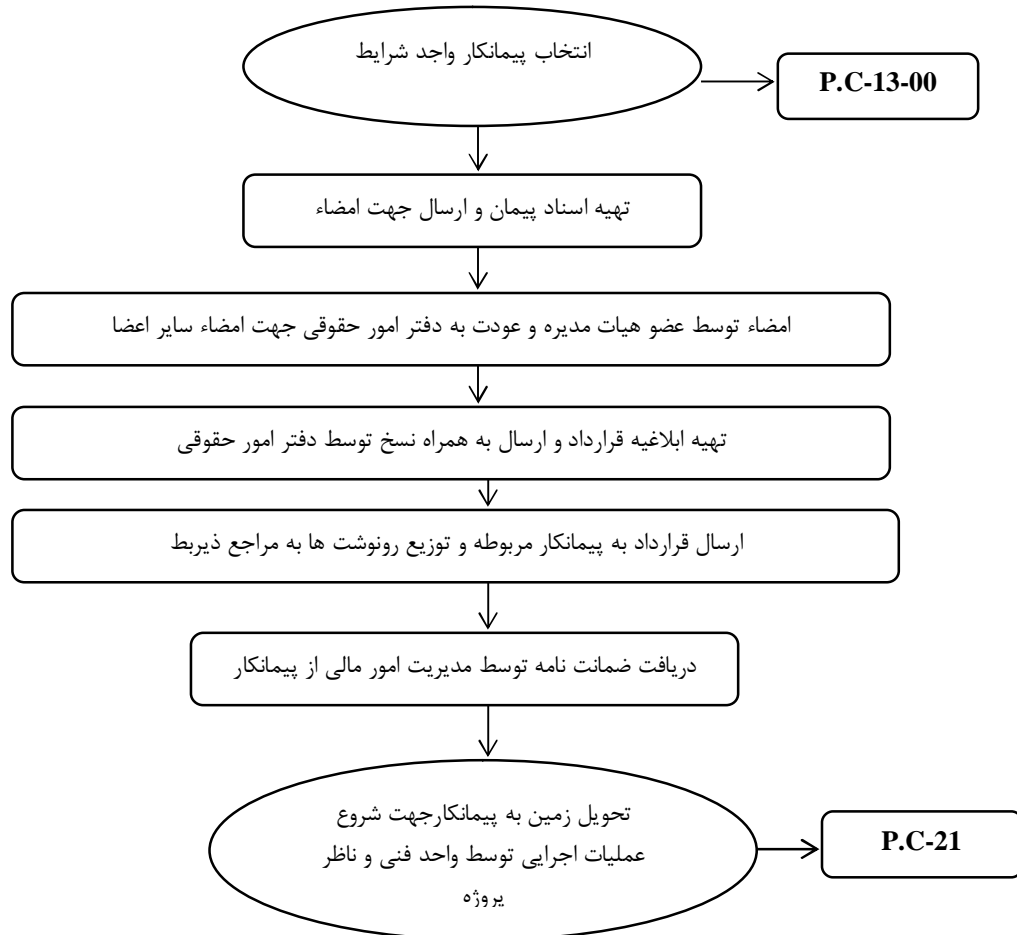 انتخاب پیمانکار واجد شرایط
P.C-13-00
تهیه اسناد پیمان و ارسال جهت امضاء
امضاء توسط عضو هیات مدیره و عودت به دفتر امور حقوقی جهت امضاء سایر اعضا
تهیه ابلاغیه قرارداد و ارسال به همراه نسخ توسط دفتر امور حقوقی
ارسال قرارداد به پیمانکار مربوطه و توزیع رونوشت ها به مراجع ذیربط
دریافت ضمانت نامه توسط مدیریت امور مالی از پیمانکار
تحویل زمین به پیمانکارجهت شروع
عملیات اجرایی توسط واحد فنی و ناظر
پروژه
P.C-21